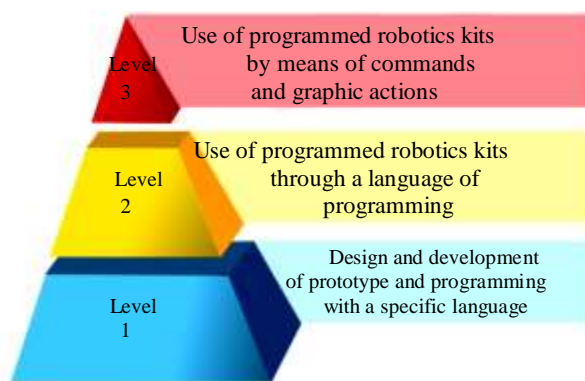 Level
3
Use of programmed robotics kits
by means of commands
and graphic actions
Level
2
Use of programmed robotics kits
through a language of
programming
Level
1
Design and development
of prototype and programming
with a specific language